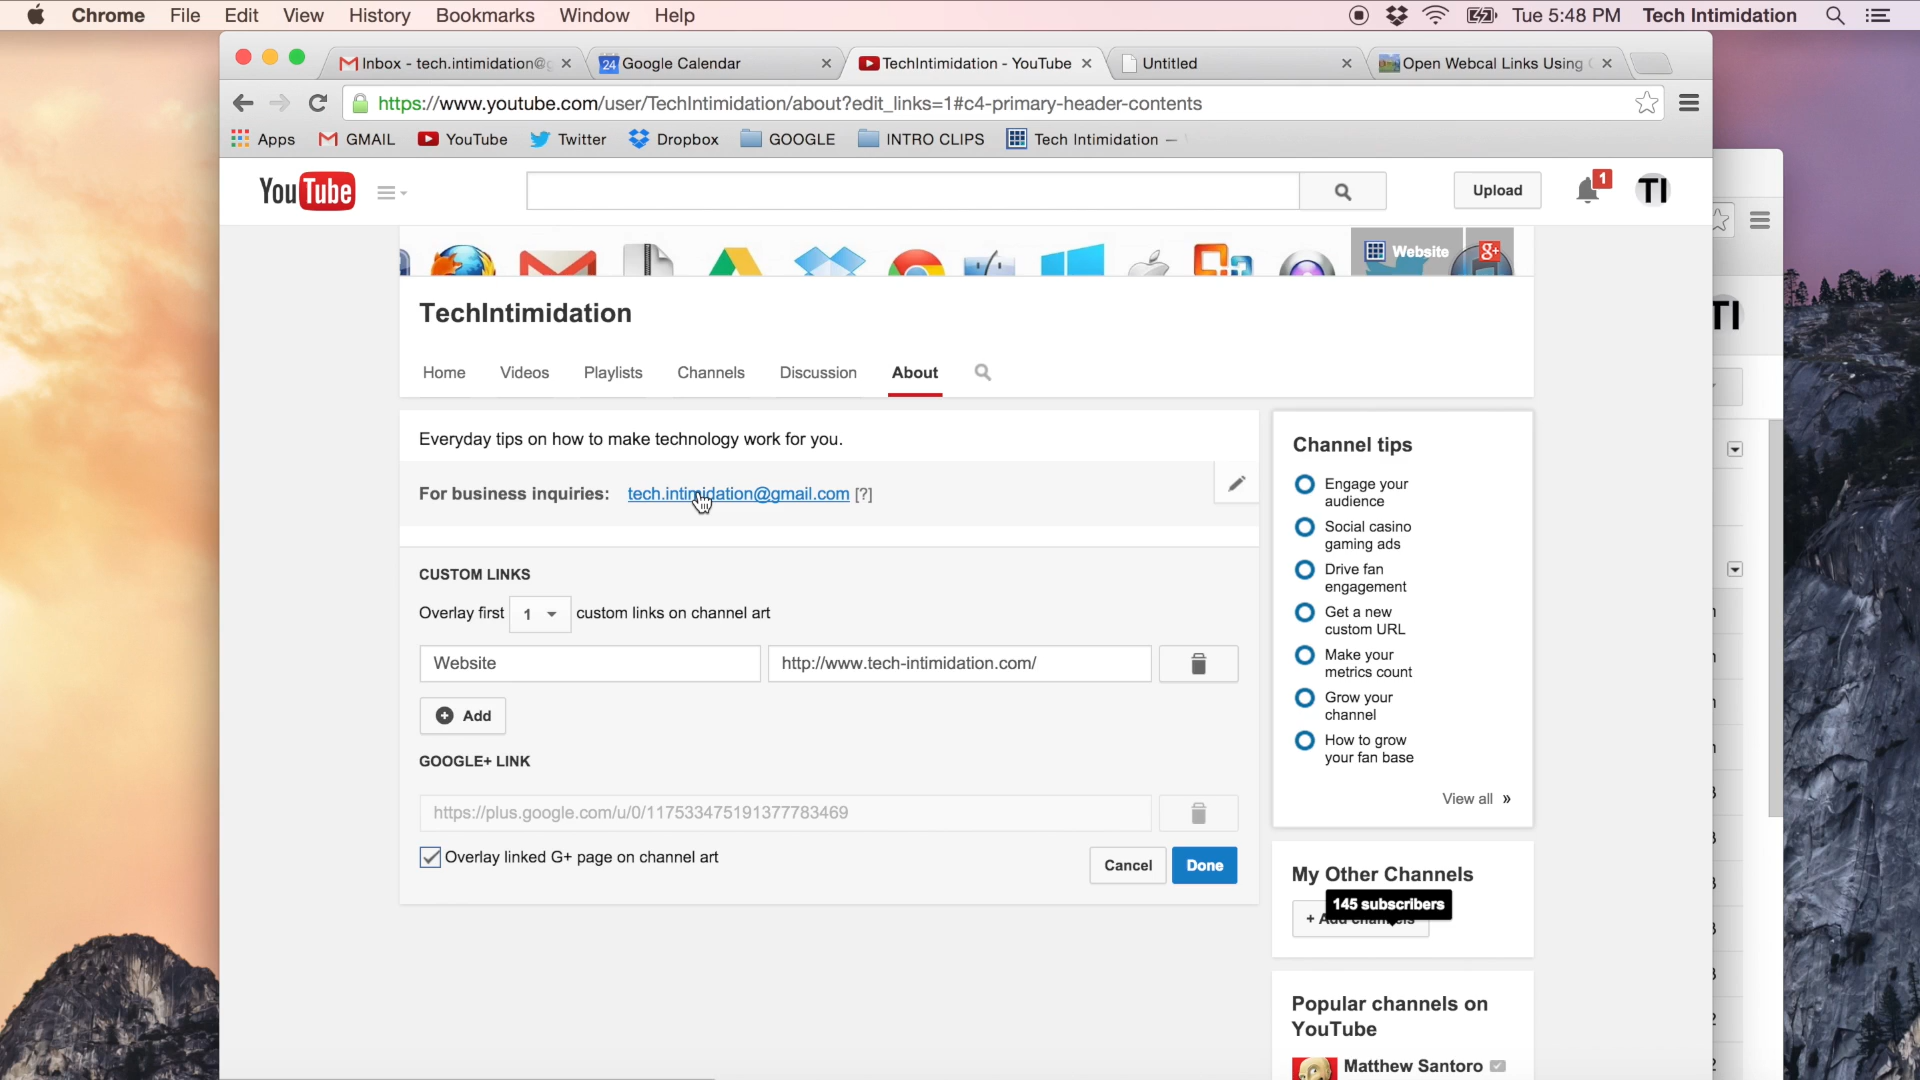 Chrome File Edit View History Bookmarks Window Help Tue 5:48 PM Tech Intimidation
Inbox - tech.intimidation@g
24 Google Calendar
TechIntimidation - YouTube
Untitled
Open Webcal Links Using
https://www.youtube.com/user/TechIntimidation/about?edit_links=1#c4-primary-header-contents
Apps GMAIL YouTube Twitter Dropbox GOOGLE INTRO CLIPS Tech Intimidation –
YouTube
Upload
1
TI
Website
g+
TI
TechIntimidation
Home Videos Playlists Channels Discussion About
Everyday tips on how to make technology work for you.
For business inquiries: tech.intimidation@gmail.com [?]
CUSTOM LINKS
Overlay first 1 custom links on channel art
Website http://www.tech-intimidation.com/
Add
GOOGLE+ LINK
https://plus.google.com/u/0/117533475191377783469
Overlay linked G+ page on channel art
Cancel Done
Channel tips
Engage your
audience
Social casino
gaming ads
Drive fan
engagement
Get a new
custom URL
Make your
metrics count
Grow your
channel
How to grow
your fan base
View all »
My Other Channels
145 subscribers
+ Add channels
Popular channels on
YouTube
Matthew Santoro